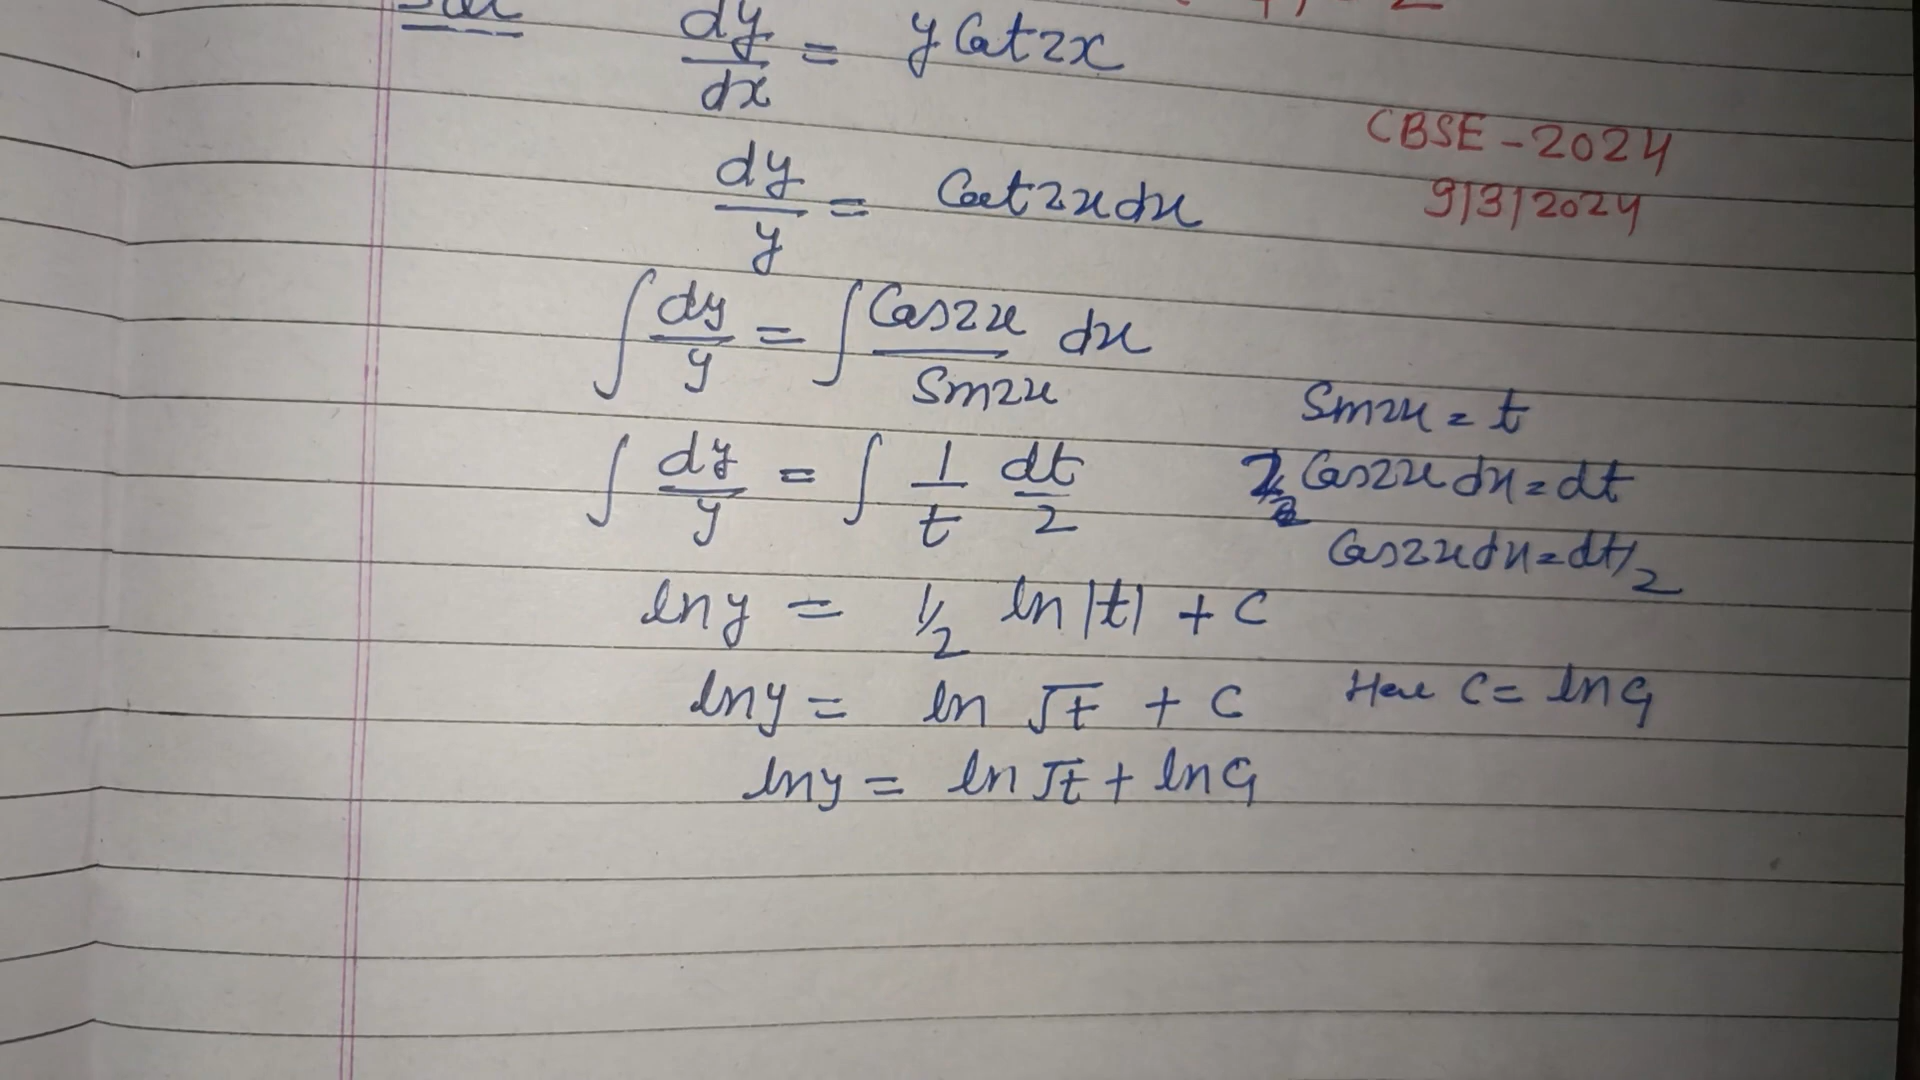 dy/dx = y Cot2x
CBSE-2024
9/3/2024
dy/y = Cot2x dx
∫ dy/y = ∫ Cos2x/Sin2x dx
Sin2x = t
∫ dy/y = ∫ 1/t dt/2
2 Cos2x dx = dt
Cos2x dx = dt/2
ln y = 1/2 ln |t| + C
ln y = ln √t + C
Here C = ln C₁
ln y = ln √t + ln C₁